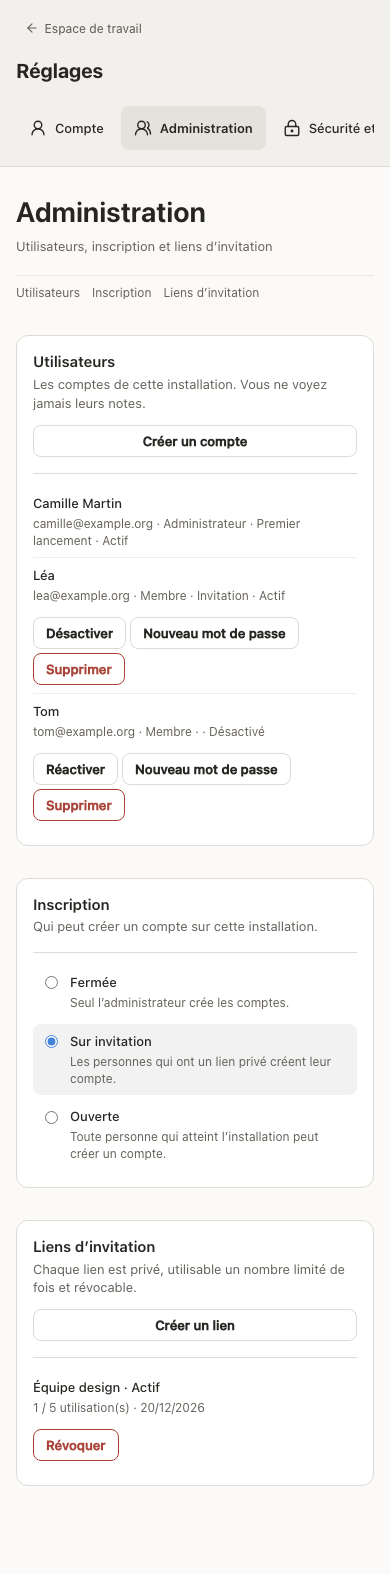 Espace de travail
Réglages
Compte
Administration
Sécurité et
Administration
Utilisateurs, inscription et liens d’invitation
Utilisateurs Inscription Liens d’invitation
Utilisateurs
Les comptes de cette installation. Vous ne voyez
jamais leurs notes.
Créer un compte
Camille Martin
camille@example.org · Administrateur · Premier
lancement · Actif
Léa
lea@example.org · Membre · Invitation · Actif
Désactiver
Nouveau mot de passe
Supprimer
Tom
tom@example.org · Membre · · Désactivé
Réactiver
Nouveau mot de passe
Supprimer
Inscription
Qui peut créer un compte sur cette installation.
Fermée
Seul l’administrateur crée les comptes.
Sur invitation
Les personnes qui ont un lien privé créent leur
compte.
Ouverte
Toute personne qui atteint l’installation peut
créer un compte.
Liens d’invitation
Chaque lien est privé, utilisable un nombre limité de
fois et révocable.
Créer un lien
Équipe design · Actif
1 / 5 utilisation(s) · 20/12/2026
Révoquer